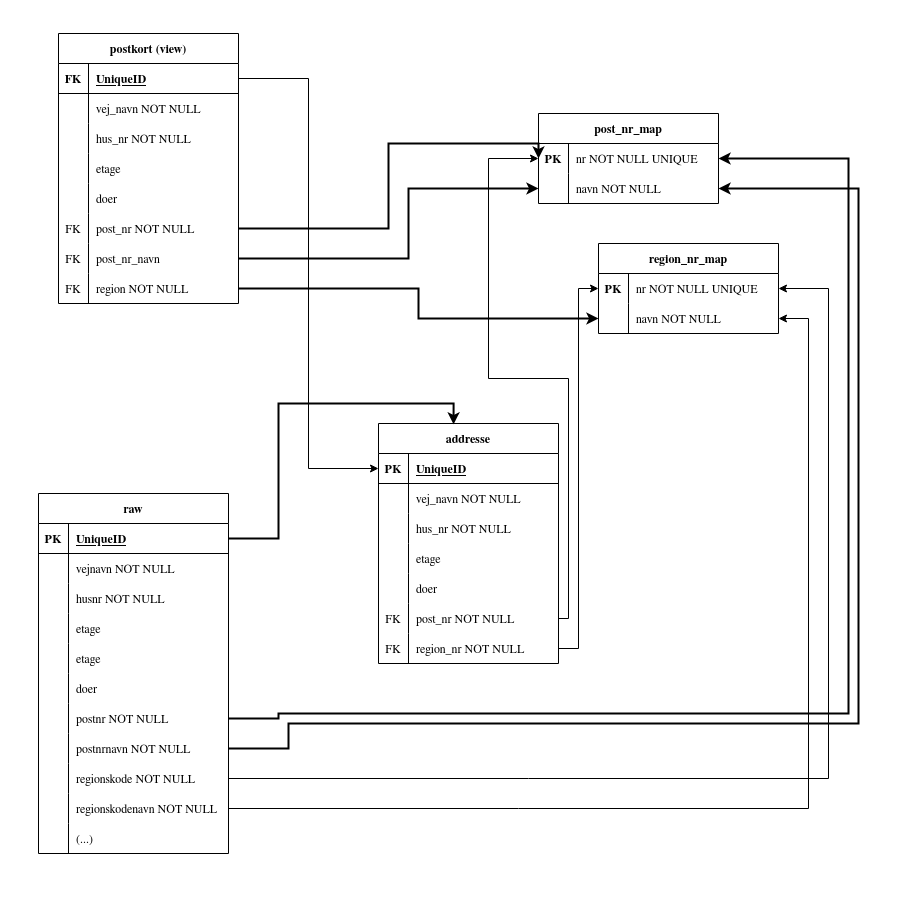 postkort (view)
FK UniqueID
vej_navn NOT NULL
hus_nr NOT NULL
etage
doer
FK post_nr NOT NULL
FK post_nr_navn
FK region NOT NULL
post_nr_map
PK nr NOT NULL UNIQUE
navn NOT NULL
region_nr_map
PK nr NOT NULL UNIQUE
navn NOT NULL
addresse
PK UniqueID
vej_navn NOT NULL
hus_nr NOT NULL
etage
doer
FK post_nr NOT NULL
FK region_nr NOT NULL
raw
PK UniqueID
vejnavn NOT NULL
husnr NOT NULL
etage
etage
doer
postnr NOT NULL
postnrnavn NOT NULL
regionskode NOT NULL
regionskodenavn NOT NULL
(...)